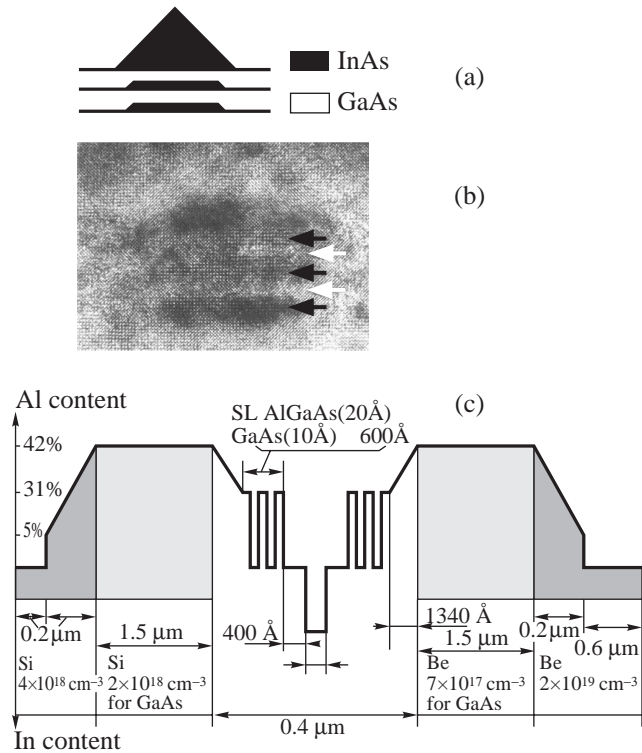 InAs
GaAs
(a)
(b)
(c)
Al content
42%
31%
5%
SL AlGaAs(20Å)
GaAs(10Å) 600Å
0.2 µm
1.5 µm
400 Å
1340 Å
1.5 µm
0.2 µm
0.6 µm
Si
4×10¹⁸ cm⁻³
Si
2×10¹⁸ cm⁻³
for GaAs
Be
7×10¹⁷ cm⁻³
for GaAs
Be
2×10¹⁹ cm⁻³
0.4 µm
In content